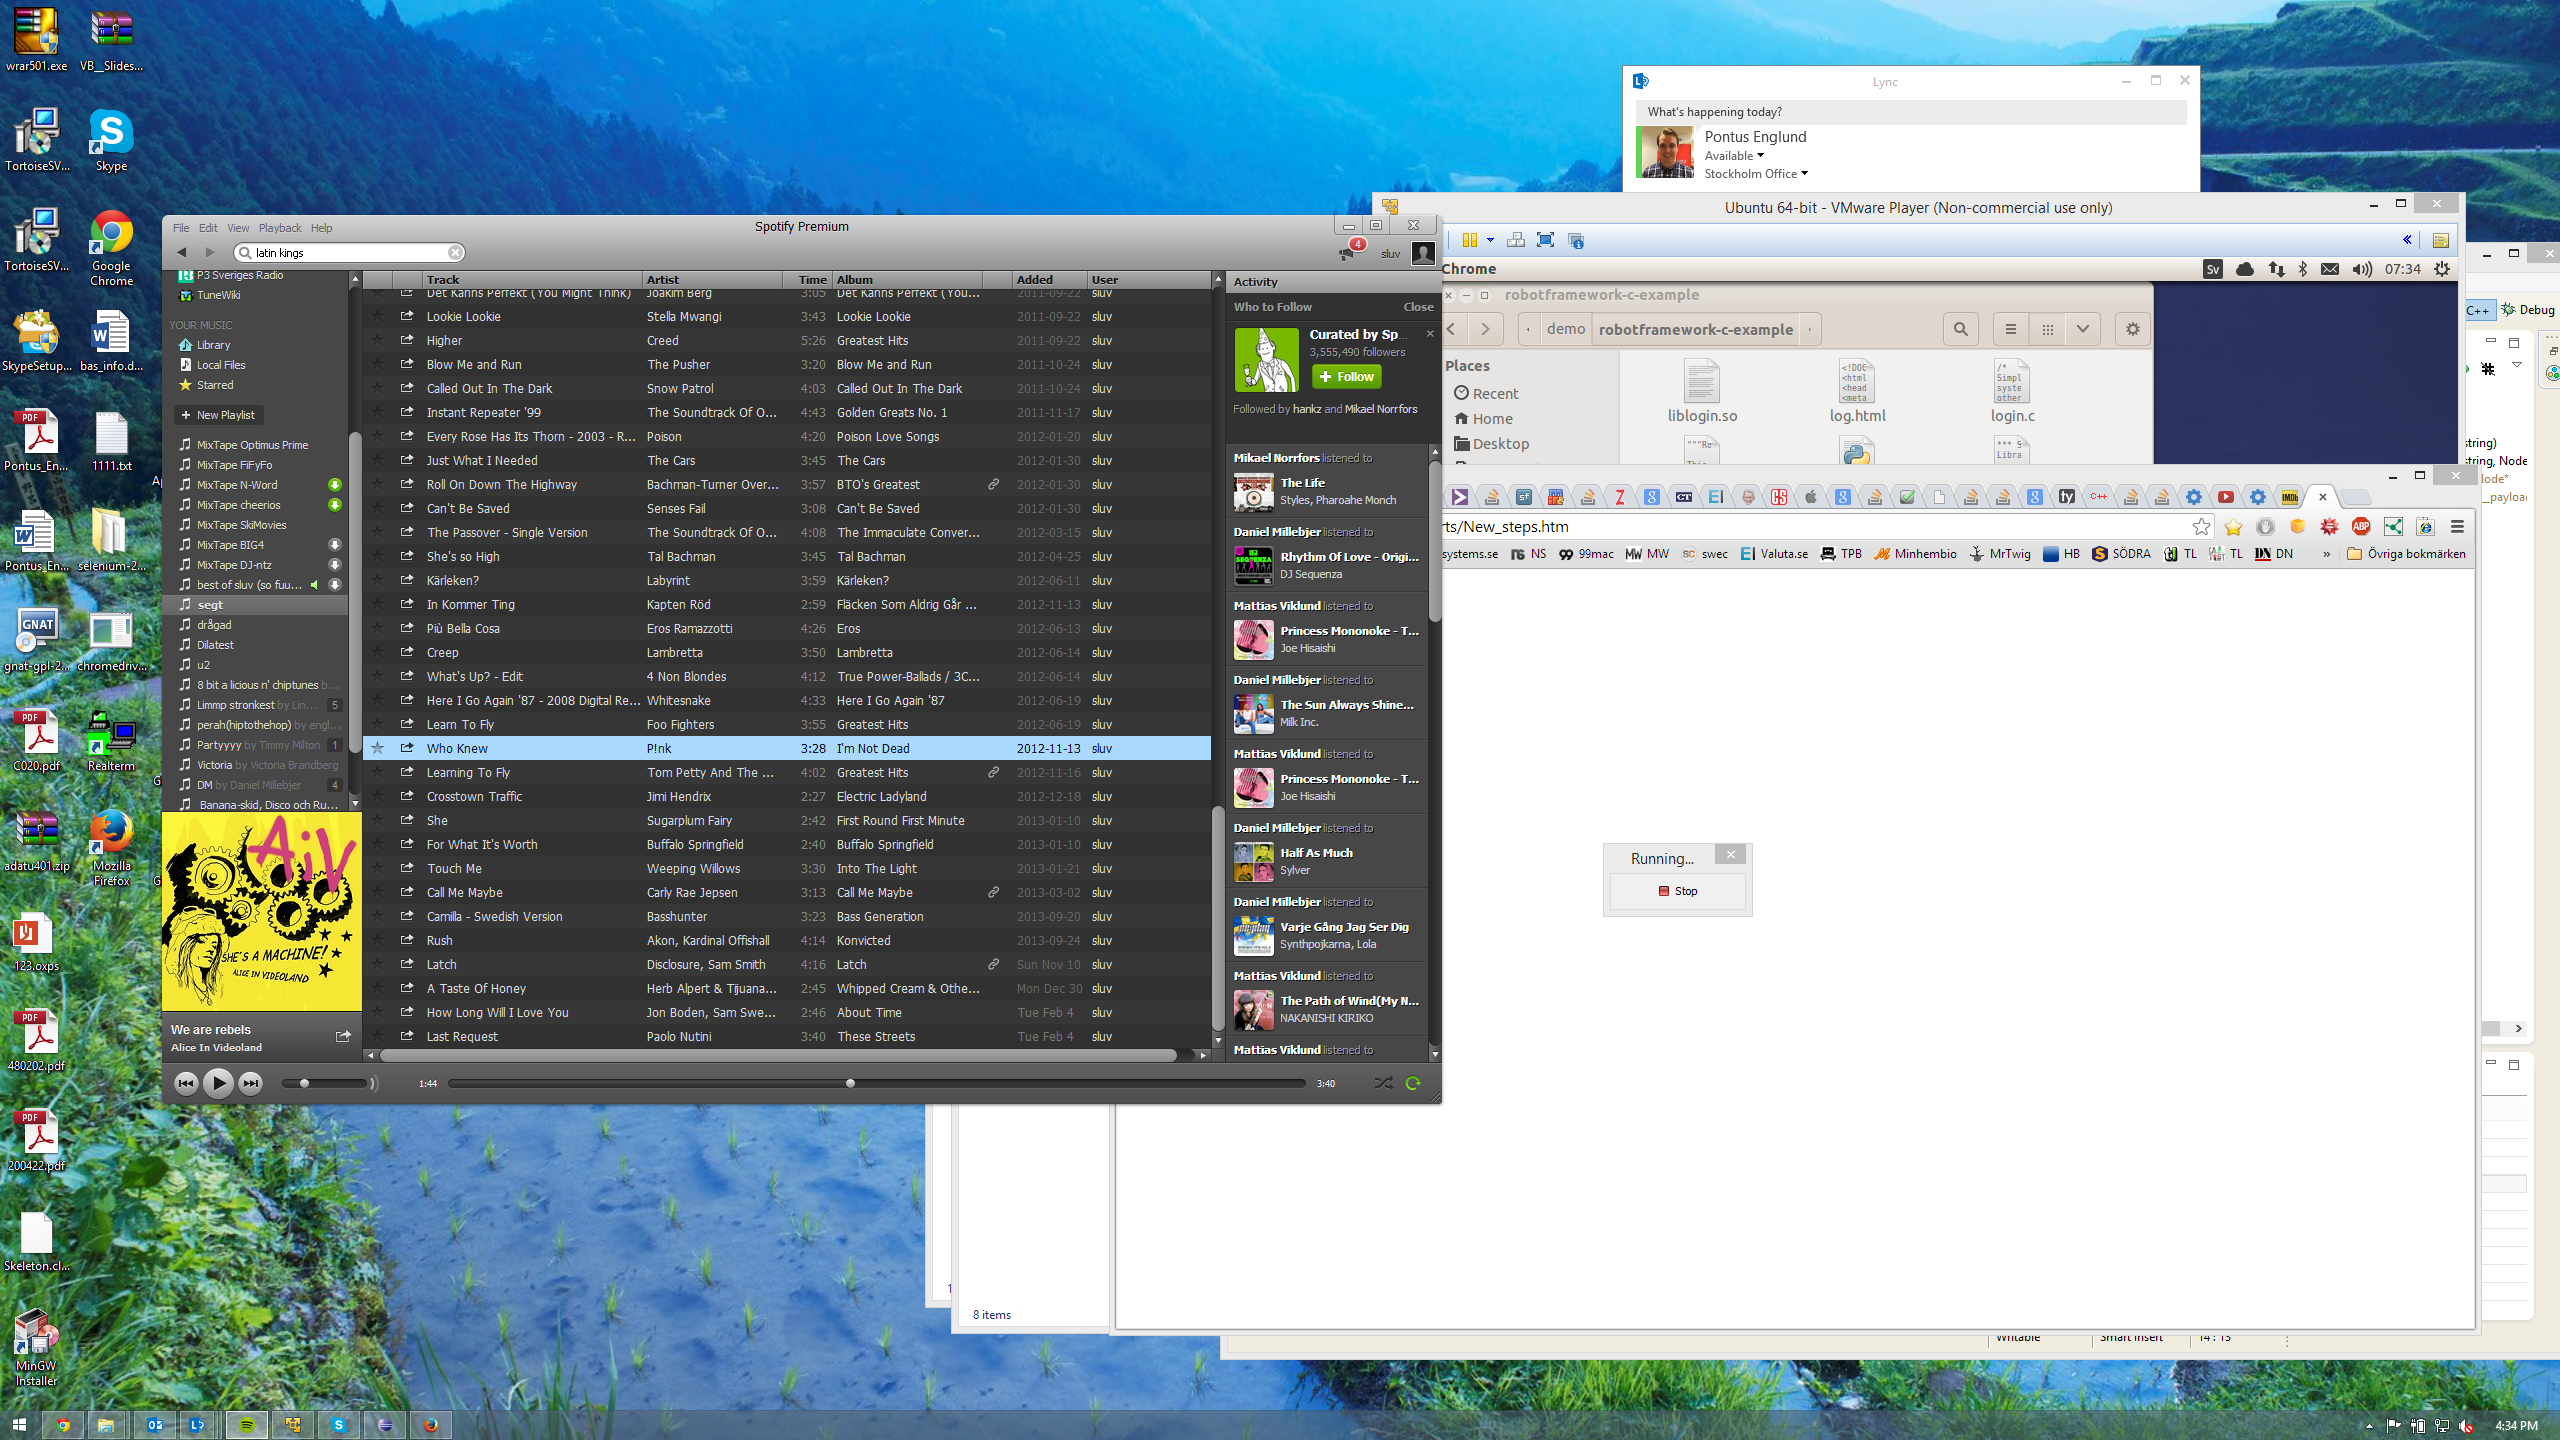 wrar501.exe
VB__Slides...
TortoiseSV...
Skype
TortoiseSV...
Google Chrome
SkypeSetup...
bas_info.d...
Pontus_En...
1111.txt
Pontus_En...
selenium-2...
gnat-gpl-2...
chromedriv...
C020.pdf
Realterm
adatu401.zip
Mozilla Firefox
123.oxps
480202.pdf
200422.pdf
Skeleton.cl...
MinGW Installer
Lync
What's happening today?
Pontus Englund
Available
Stockholm Office
File Edit View Playback Help
Spotify Premium
latin kings
4
sluv
P3 Sveriges Radio
TuneWiki
YOUR MUSIC
Library
Local Files
Starred
New Playlist
MixTape Optimus Prime
MixTape FiFyFo
MixTape N-Word
MixTape cheerios
MixTape SkiMovies
MixTape BIG4
MixTape DJ-ntz
best of sluv (so fuu...
segt
drågad
Dilatest
u2
8 bit a licious n' chiptunes b...
Limmp stronkest by Lin... 5
perah(hiptothehop) by engl...
Partyyyy by Timmy Milton 1
Victoria by Victoria Brandberg
DM by Daniel Millebjer 4
Banana-skid, Disco och Ru...
AiV
SHE'S A MACHINE!
ALICE IN VIDEOLAND
We are rebels
Alice In Videoland
Track Artist Time Album Added User
Det Känns Perfekt (You Might Think) Joakim Berg 3:05 Det Känns Perfekt (You... 2011-09-22 sluv
Lookie Lookie Stella Mwangi 3:43 Lookie Lookie 2011-09-22 sluv
Higher Creed 5:26 Greatest Hits 2011-09-22 sluv
Blow Me and Run The Pusher 3:20 Blow Me and Run 2011-10-24 sluv
Called Out In The Dark Snow Patrol 4:03 Called Out In The Dark 2011-10-24 sluv
Instant Repeater '99 The Soundtrack Of O... 4:43 Golden Greats No. 1 2011-11-17 sluv
Every Rose Has Its Thorn - 2003 - R... Poison 4:20 Poison Love Songs 2012-01-20 sluv
Just What I Needed The Cars 3:45 The Cars 2012-01-30 sluv
Roll On Down The Highway Bachman-Turner Over... 3:57 BTO's Greatest 2012-01-30 sluv
Can't Be Saved Senses Fail 3:08 Can't Be Saved 2012-01-30 sluv
The Passover - Single Version The Soundtrack Of O... 4:08 The Immaculate Conver... 2012-03-15 sluv
She's so High Tal Bachman 3:45 Tal Bachman 2012-04-25 sluv
Kärleken? Labyrint 3:59 Kärleken? 2012-06-11 sluv
In Kommer Ting Kapten Röd 2:59 Fläcken Som Aldrig Går ... 2012-11-13 sluv
Più Bella Cosa Eros Ramazzotti 4:26 Eros 2012-06-13 sluv
Creep Lambretta 3:50 Lambretta 2012-06-14 sluv
What's Up? - Edit 4 Non Blondes 4:12 True Power-Ballads / 3C... 2012-06-14 sluv
Here I Go Again '87 - 2008 Digital Re... Whitesnake 4:33 Here I Go Again '87 2012-06-19 sluv
Learn To Fly Foo Fighters 3:55 Greatest Hits 2012-06-19 sluv
Who Knew P!nk 3:28 I'm Not Dead 2012-11-13 sluv
Learning To Fly Tom Petty And The ... 4:02 Greatest Hits 2012-11-16 sluv
Crosstown Traffic Jimi Hendrix 2:27 Electric Ladyland 2012-12-18 sluv
She Sugarplum Fairy 2:42 First Round First Minute 2013-01-10 sluv
For What It's Worth Buffalo Springfield 2:40 Buffalo Springfield 2013-01-10 sluv
Touch Me Weeping Willows 3:30 Into The Light 2013-01-21 sluv
Call Me Maybe Carly Rae Jepsen 3:13 Call Me Maybe 2013-03-02 sluv
Camilla - Swedish Version Basshunter 3:23 Bass Generation 2013-09-20 sluv
Rush Akon, Kardinal Offishall 4:14 Konvicted 2013-09-24 sluv
Latch Disclosure, Sam Smith 4:16 Latch Sun Nov 10 sluv
A Taste Of Honey Herb Alpert & Tijuana... 2:45 Whipped Cream & Othe... Mon Dec 30 sluv
How Long Will I Love You Jon Boden, Sam Swe... 2:46 About Time Tue Feb 4 sluv
Last Request Paolo Nutini 3:40 These Streets Tue Feb 4 sluv
1:44
3:40
Activity
Who to Follow Close
Curated by Sp...
3,555,490 followers
Follow
Followed by hankz and Mikael Norrfors
Mikael Norrfors listened to
The Life
Styles, Pharoahe Monch
Daniel Millebjer listened to
Rhythm Of Love - Origi...
DJ Sequenza
Mattias Viklund listened to
Princess Mononoke - T...
Joe Hisaishi
Daniel Millebjer listened to
The Sun Always Shine...
Milk Inc.
Mattias Viklund listened to
Princess Mononoke - T...
Joe Hisaishi
Daniel Millebjer listened to
Half As Much
Sylver
Daniel Millebjer listened to
Varje Gång Jag Ser Dig
Synthpojkarna, Lola
Mattias Viklund listened to
The Path of Wind(My N...
NAKANISHI KIRIKO
Mattias Viklund listened to
Ubuntu 64-bit - VMware Player (Non-commercial use only)
Chrome
Sv
07:34
robotframework-c-example
demo robotframework-c-example
Places
Recent
Home
Desktop
liblogin.so
log.html
login.c
C++ Debug
string)
string, Node
lode*
_payload
rts/New_steps.htm
ABP
systems.se NS 99mac MW swec Valuta.se TPB Minhembio MrTwig HB SÖDRA TL TL DN » Övriga bokmärken
Running...
Stop
8 items
Writable Smart Insert 14 : 13
4:34 PM